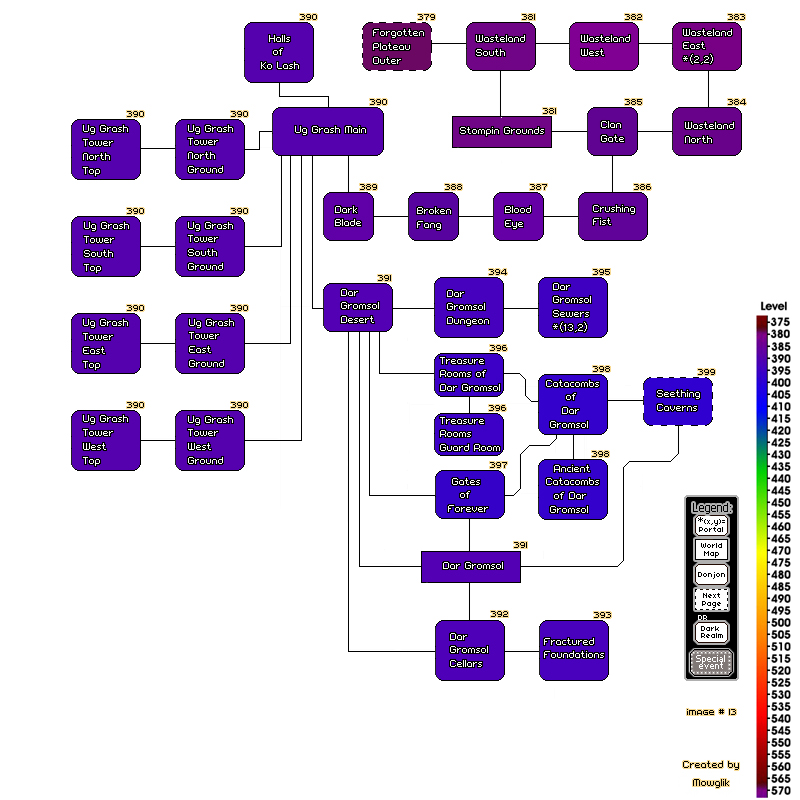 390
Halls
of
Ko Lash
379
Forgotten
Plateau
Outer
381
Wasteland
South
382
Wasteland
West
383
Wasteland
East
*(2,2)
390
Ug Grash Main
381
Stompin Grounds
385
Clan
Gate
384
Wasteland
North
390
Ug Grash
Tower
North
Top
390
Ug Grash
Tower
North
Ground
389
Dark
Blade
388
Broken
Fang
387
Blood
Eye
386
Crushing
Fist
390
Ug Grash
Tower
South
Top
390
Ug Grash
Tower
South
Ground
391
Dar
Gromsol
Desert
394
Dar
Gromsol
Dungeon
395
Dar
Gromsol
Sewers
*(13,2)
390
Ug Grash
Tower
East
Top
390
Ug Grash
Tower
East
Ground
396
Treasure
Rooms of
Dar Gromsol
398
Catacombs
of
Dar
Gromsol
399
Seething
Caverns
396
Treasure
Rooms
Guard Room
390
Ug Grash
Tower
West
Top
390
Ug Grash
Tower
West
Ground
397
Gates
of
Forever
398
Ancient
Catacombs
of Dar
Gromsol
391
Dar Gromsol
392
Dar
Gromsol
Cellars
393
Fractured
Foundations
Level
375
380
385
390
395
400
405
410
415
420
425
430
435
440
445
450
455
460
465
470
475
480
485
490
495
500
505
510
515
520
525
530
535
540
545
550
555
560
565
570
Legend:
*(x,y)=
Portal
World
Map
Donjon
Next
Page
OR
Dark
Realm
Special
event
image # 13
Created by
Mowglik